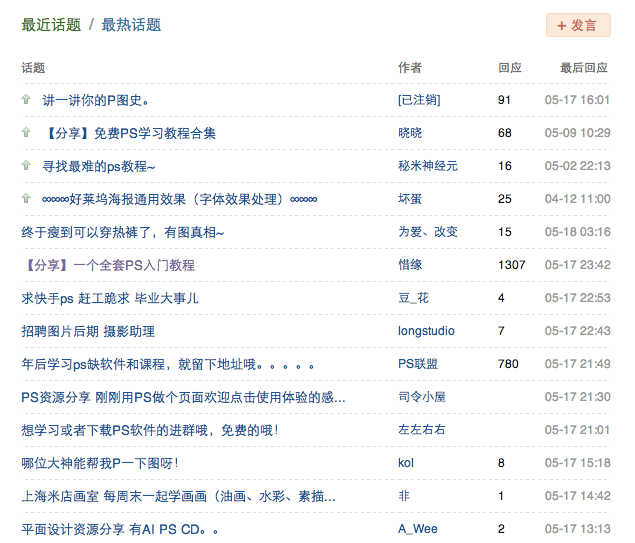 最近话题 / 最热话题 + 发言
话题 作者 回应 最后回应
讲一讲你的P图史。 [已注销] 91 05-17 16:01
【分享】免费PS学习教程合集 晓晓 68 05-09 10:29
寻找最难的ps教程~ 秘米神经元 16 05-02 22:13
∞∞∞好莱坞海报通用效果（字体效果处理）∞∞∞ 坏蛋 25 04-12 11:00
终于瘦到可以穿热裤了，有图真相~ 为爱、改变 15 05-18 03:16
【分享】一个全套PS入门教程 惜缘 1307 05-17 23:42
求快手ps 赶工跪求 毕业大事儿 豆_花 4 05-17 22:53
招聘图片后期 摄影助理 longstudio 7 05-17 22:43
年后学习ps缺软件和课程，就留下地址哦。。。。。 PS联盟 780 05-17 21:49
PS资源分享 刚刚用PS做个页面欢迎点击使用体验的感... 司令小屋 05-17 21:30
想学习或者下载PS软件的进群哦，免费的哦！ 左左右右 05-17 21:01
哪位大神能帮我P一下图呀！ kol 8 05-17 15:18
上海米店画室 每周末一起学画画（油画、水彩、素描... 非 1 05-17 14:42
平面设计资源分享 有AI PS CD。。 A_Wee 2 05-17 13:13